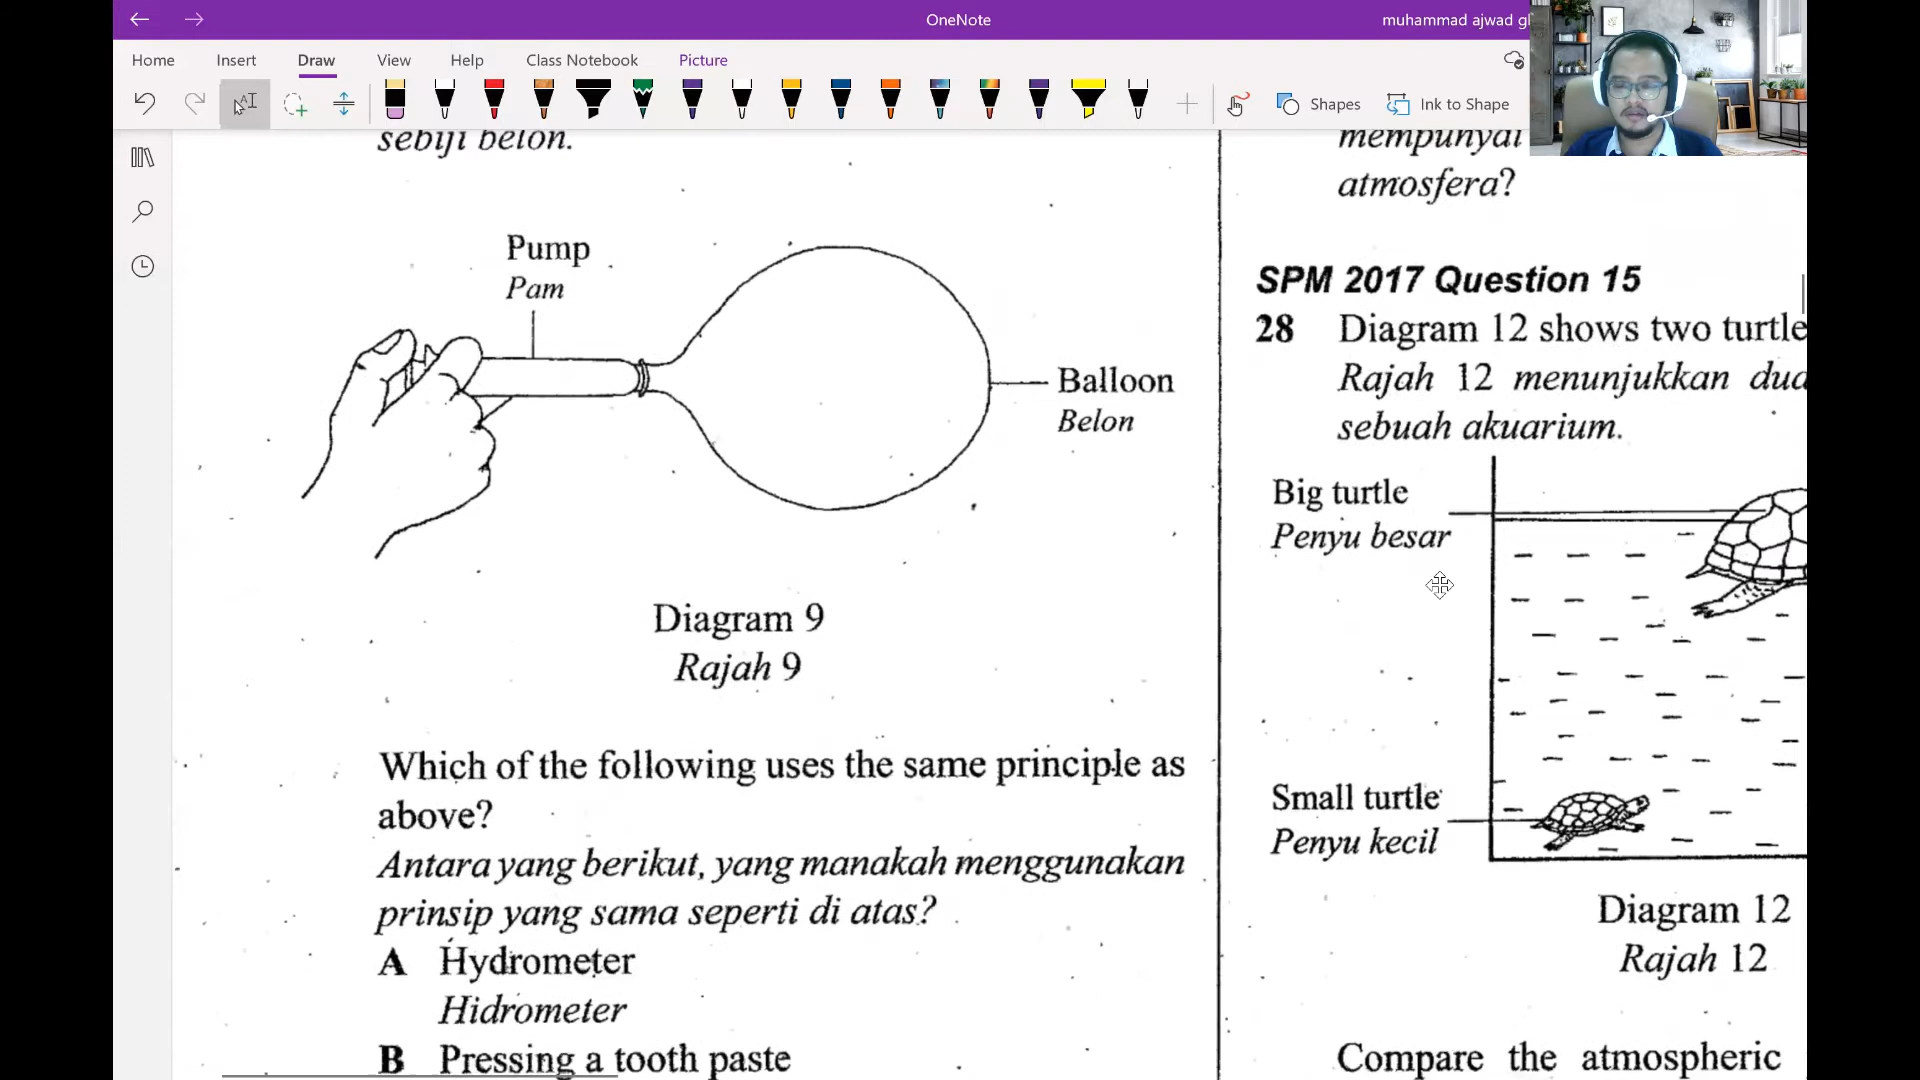 OneNote
muhammad ajwad gh
Home Insert Draw View Help Class Notebook Picture
Shapes Ink to Shape
sebiji belon.
Pump
Pam
Balloon
Belon
Diagram 9
Rajah 9
Which of the following uses the same principle as
above?
Antara yang berikut, yang manakah menggunakan
prinsip yang sama seperti di atas?
A Hydrometer
Hidrometer
B Pressing a tooth paste
mempunyai
atmosfera?
SPM 2017 Question 15
28 Diagram 12 shows two turtle
Rajah 12 menunjukkan dua
sebuah akuarium.
Big turtle
Penyu besar
Small turtle
Penyu kecil
Diagram 12
Rajah 12
Compare the atmospheric